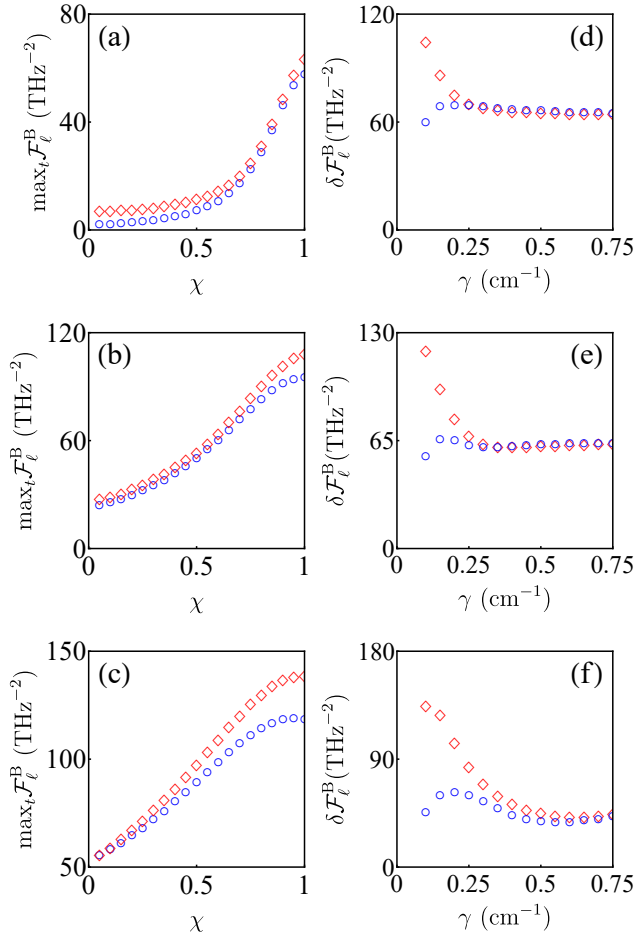 (a)
max_t F_ℓ^B (THz⁻²)
80
40
0
0
0.5
1
χ
(d)
δF_ℓ^B(THz⁻²)
120
60
0
0
0.25
0.5
0.75
γ (cm⁻¹)
(b)
max_t F_ℓ^B (THz⁻²)
120
60
0
0
0.5
1
χ
(e)
δF_ℓ^B(THz⁻²)
130
65
0
0
0.25
0.5
0.75
γ (cm⁻¹)
(c)
max_t F_ℓ^B (THz⁻²)
150
100
50
0
0.5
1
χ
(f)
δF_ℓ^B(THz⁻²)
180
90
0
0
0.25
0.5
0.75
γ (cm⁻¹)